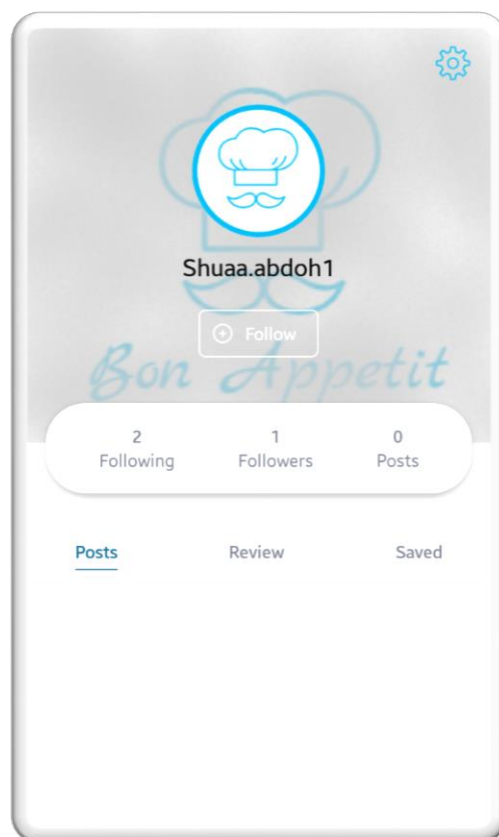 Shuaa.abdoh1
Follow
Bon Appetit
2 1 0
Following Followers Posts
Posts Review Saved